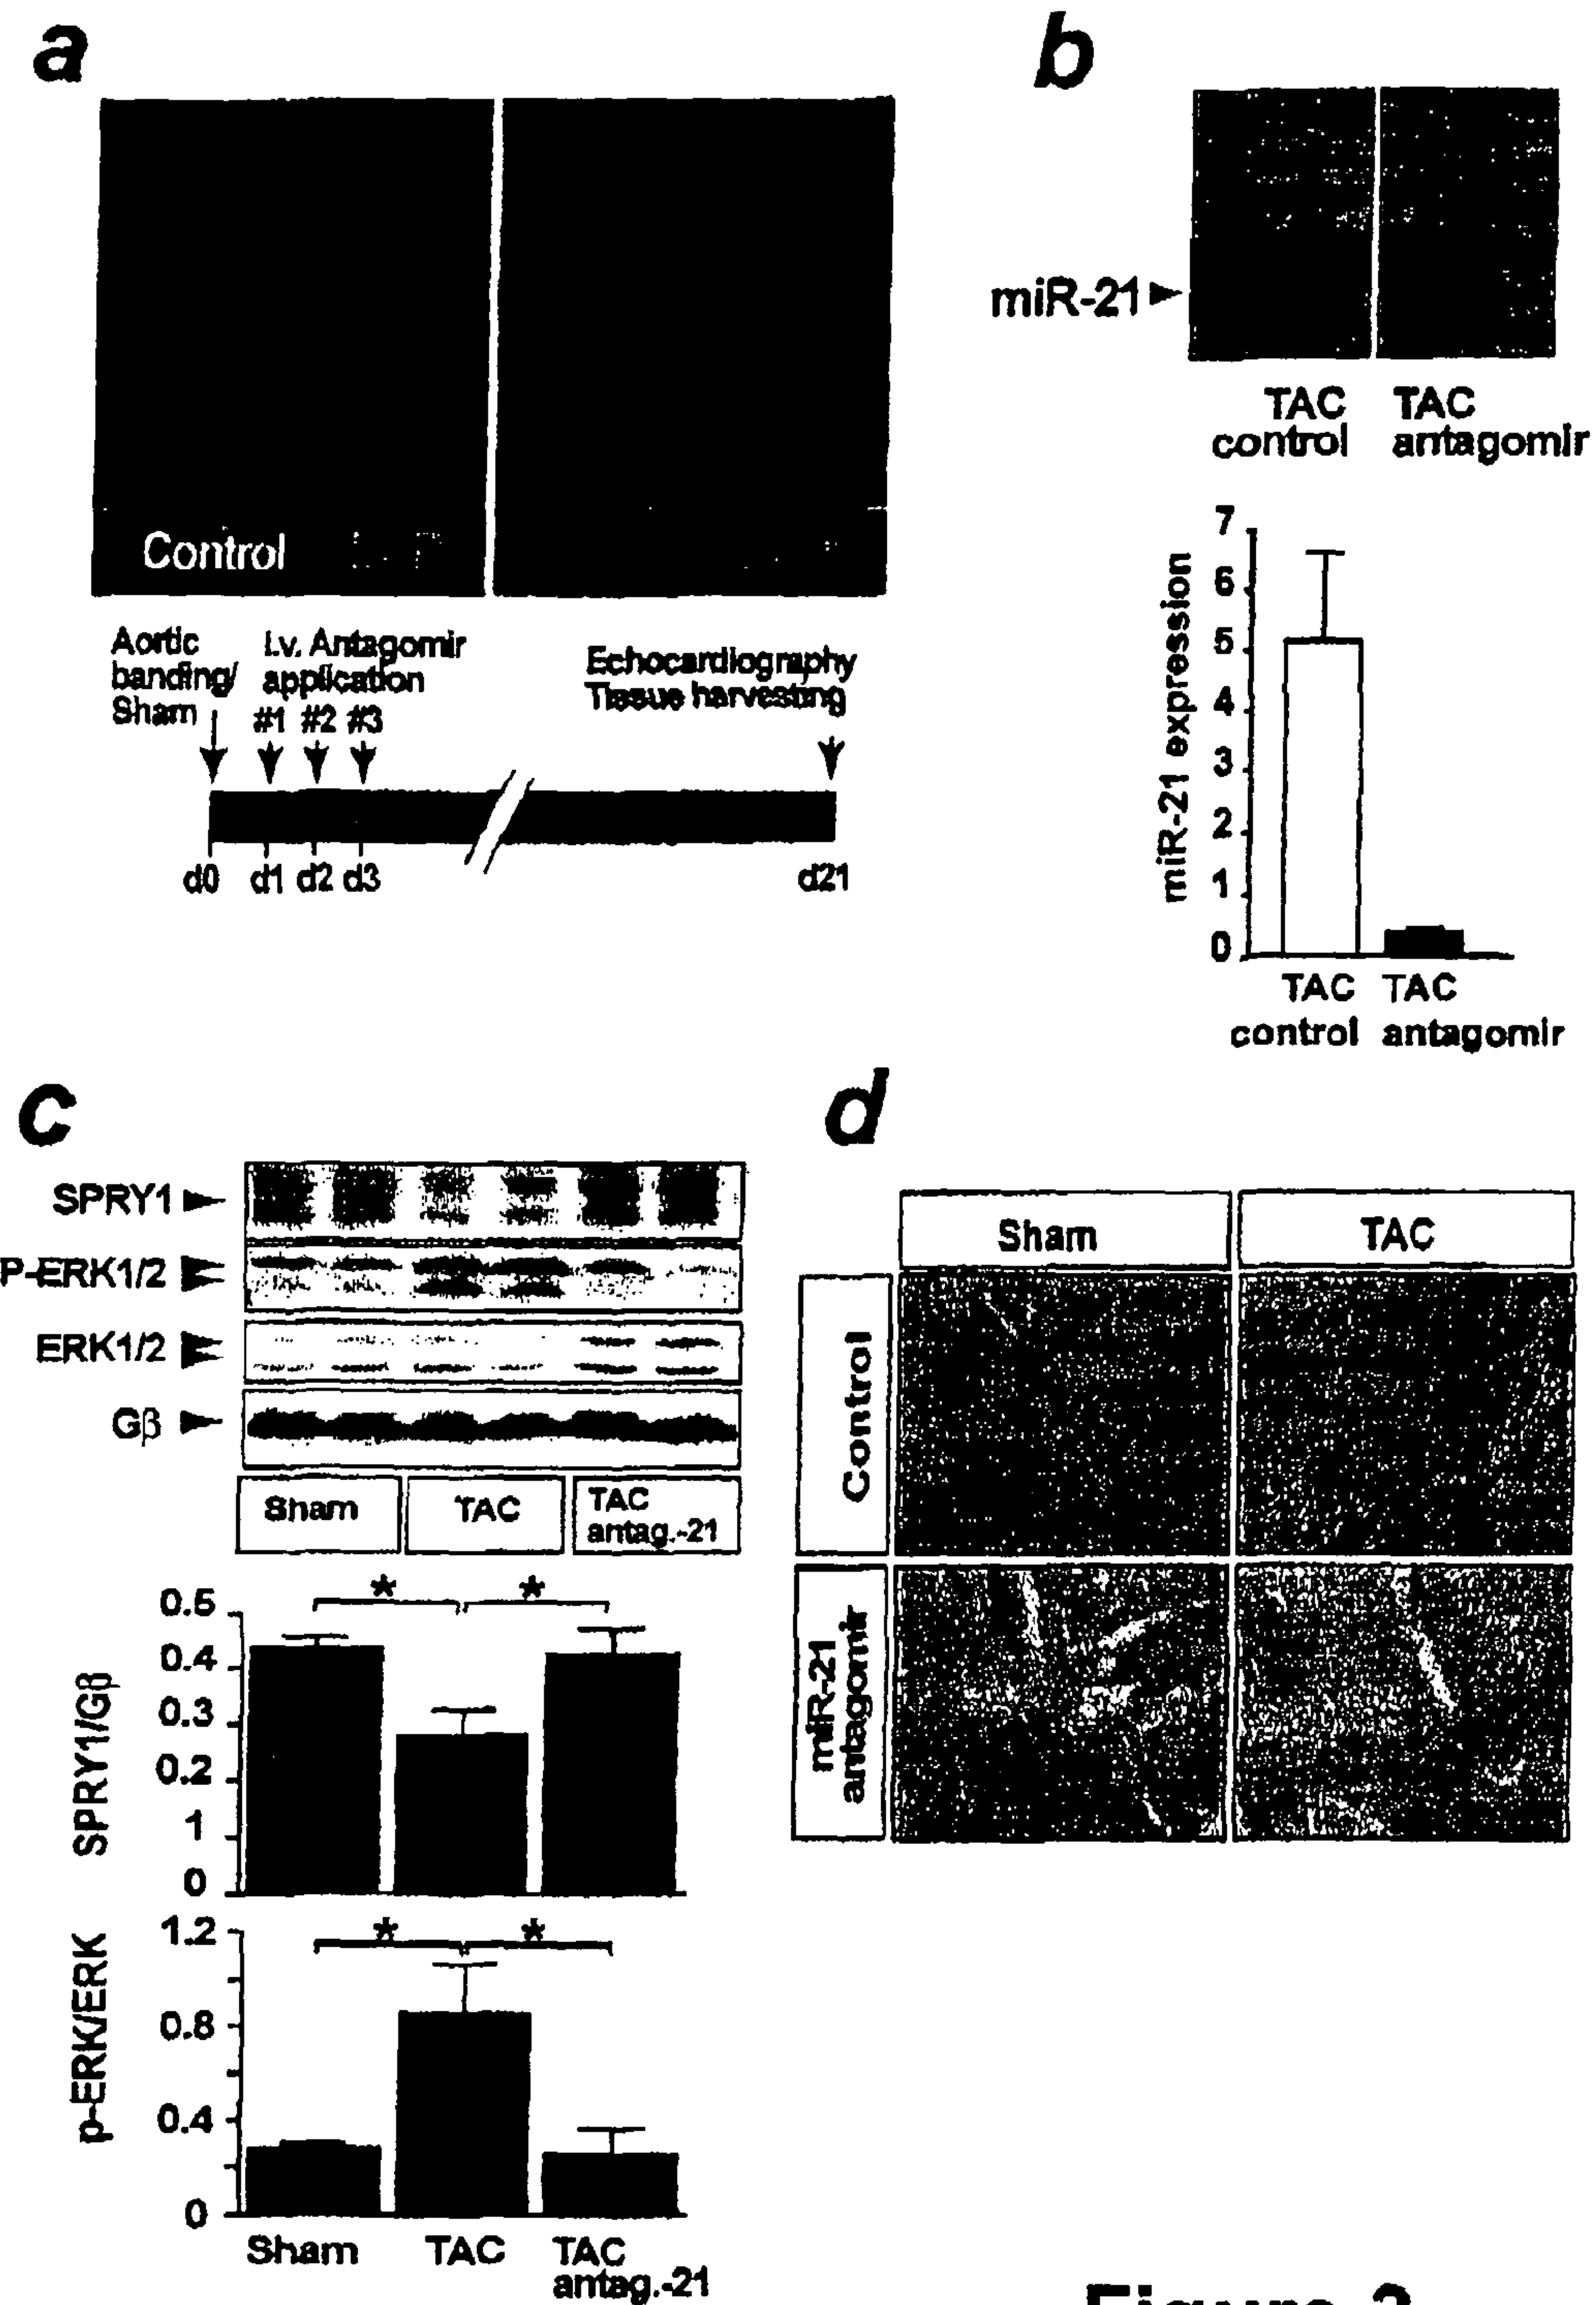 a
Control
Aortic
banding/
Sham
I.v. Antagomir
application
#1 #2 #3
Echocardiography
Tissue harvesting
d0 d1 d2 d3 d21
b
miR-21
TAC
control
TAC
antagomir
miR-21 expression
7
6
5
4
3
2
1
0
TAC
control
TAC
antagomir
c
SPRY1
P-ERK1/2
ERK1/2
Gβ
Sham
TAC
TAC
antag.-21
* *
SPRY1/Gβ
0.5
0.4
0.3
0.2
1
0
* *
p-ERK/ERK
1.2
0.8
0.4
0
Sham
TAC
TAC
antag.-21
d
Sham
TAC
Control
miR-21
antagomir